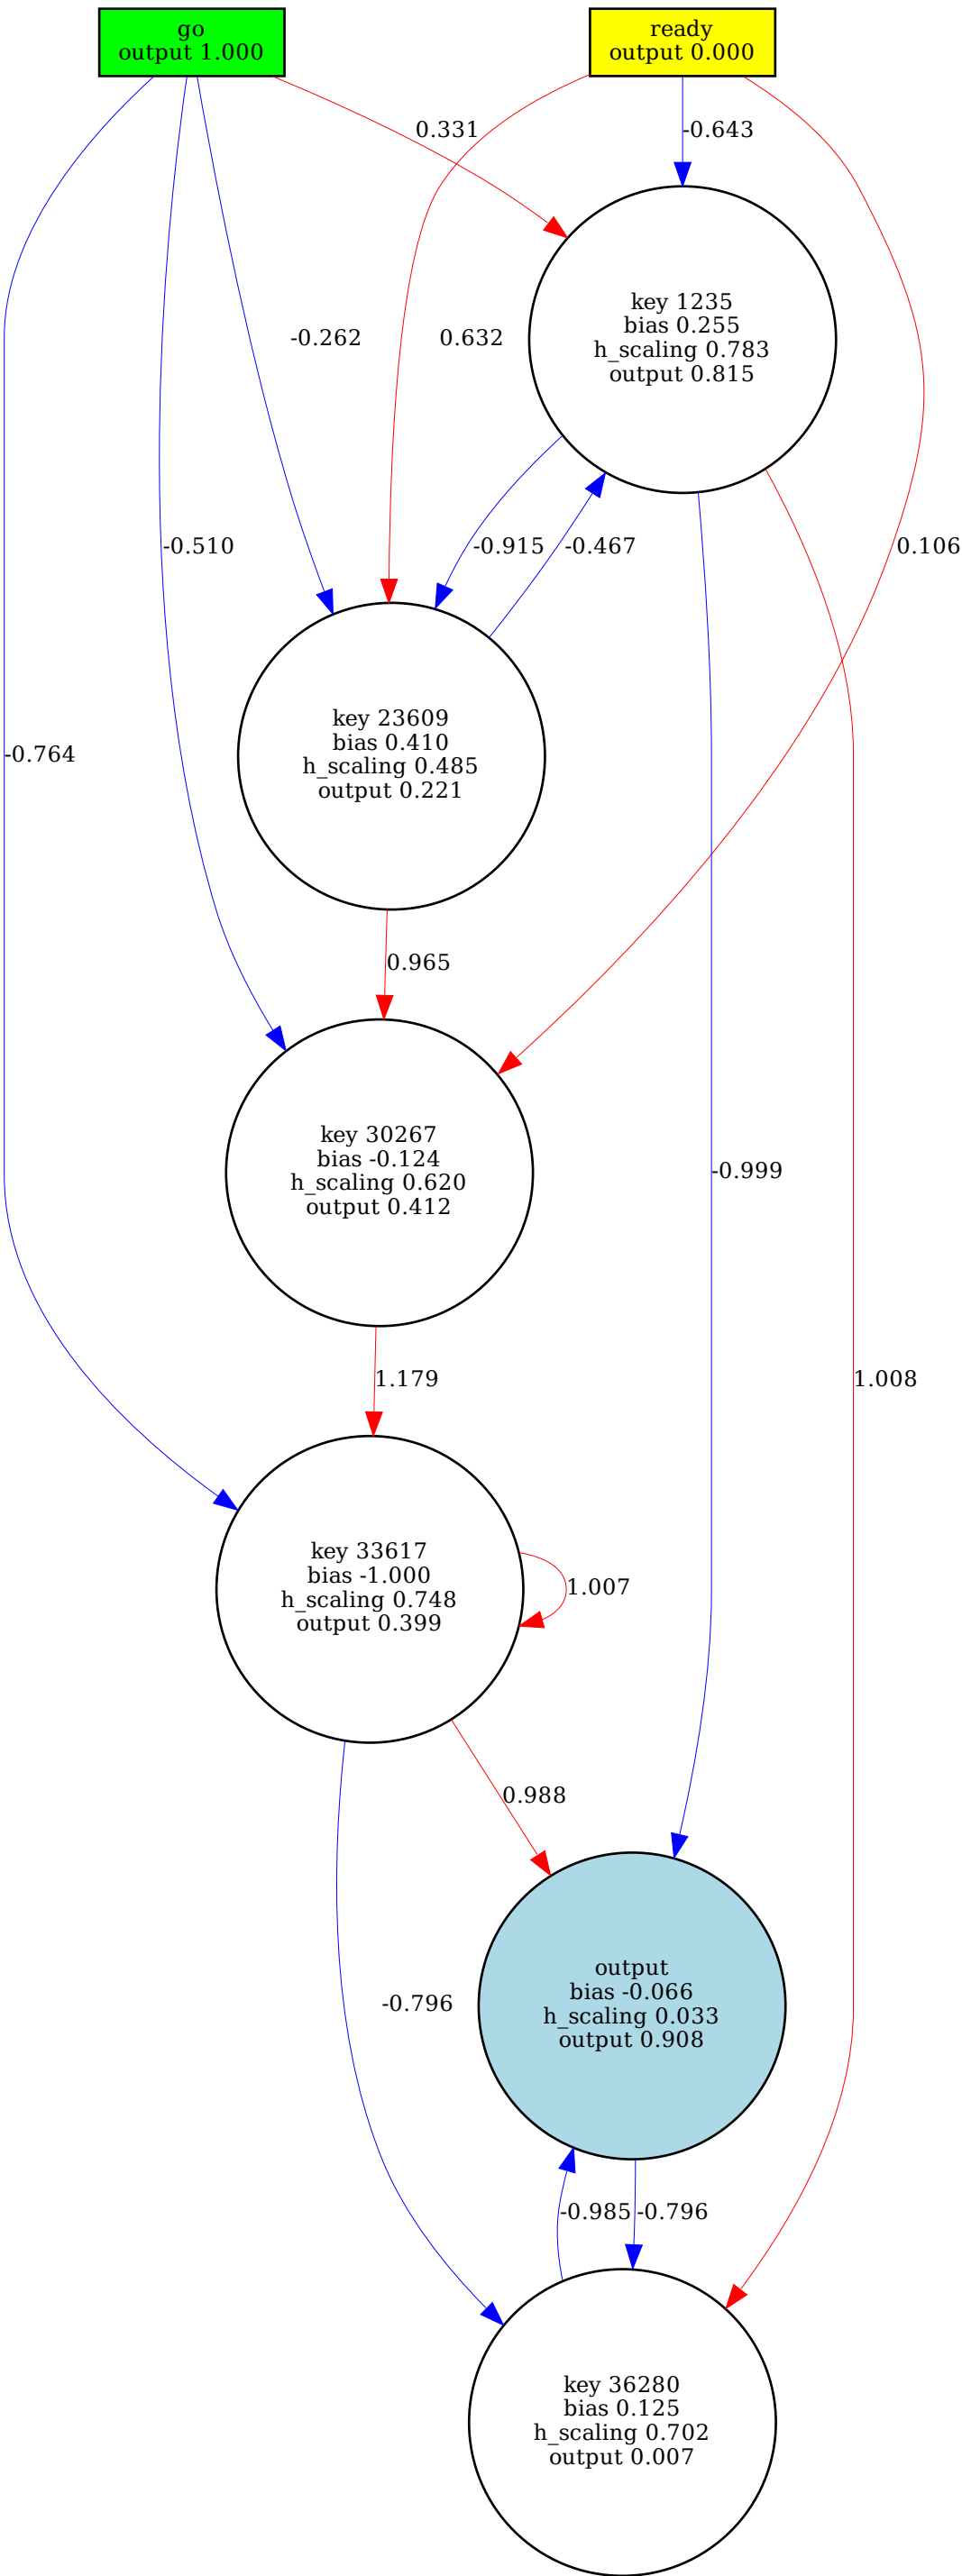 go
output 1.000
ready
output 0.000
0.331
-0.643
key 1235
bias 0.255
h_scaling 0.783
output 0.815
-0.262
0.632
-0.510
-0.915
-0.467
0.106
key 23609
bias 0.410
h_scaling 0.485
output 0.221
-0.764
0.965
key 30267
bias -0.124
h_scaling 0.620
output 0.412
-0.999
1.179
1.008
key 33617
bias -1.000
h_scaling 0.748
output 0.399
1.007
0.988
output
bias -0.066
h_scaling 0.033
output 0.908
-0.796
-0.985
-0.796
key 36280
bias 0.125
h_scaling 0.702
output 0.007